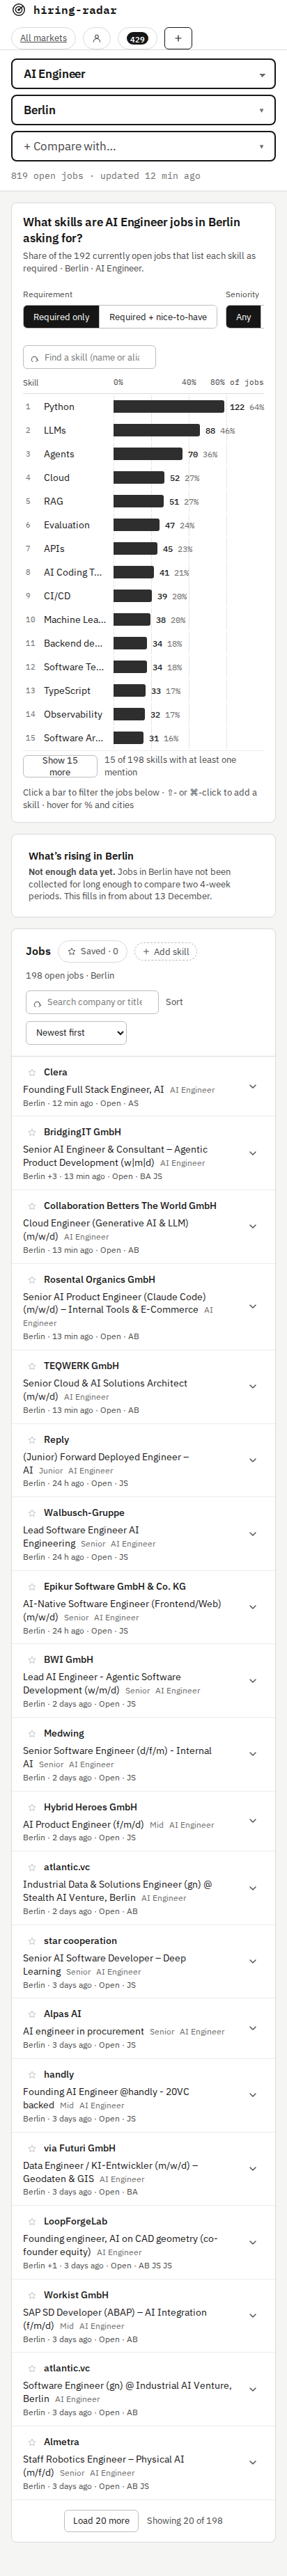 hiring-radar
All markets
429
+
AI Engineer
Berlin
+ Compare with...
819 open jobs · updated 12 min ago
What skills are AI Engineer jobs in Berlin
asking for?
Share of the 192 currently open jobs that list each skill as
required · Berlin · AI Engineer.
Requirement
Seniority
Required only
Required + nice-to-have
Any
Find a skill (name or alia
Skill
0%
40%
80% of jobs
1 Python 122 64%
2 LLMs 88 46%
3 Agents 70 36%
4 Cloud 52 27%
5 RAG 51 27%
6 Evaluation 47 24%
7 APIs 45 23%
8 AI Coding T... 41 21%
9 CI/CD 39 20%
10 Machine Lea... 38 20%
11 Backend de... 34 18%
12 Software Te... 34 18%
13 TypeScript 33 17%
14 Observability 32 17%
15 Software Ar... 31 16%
Show 15
more
15 of 198 skills with at least one
mention
Click a bar to filter the jobs below · ⇧- or ⌘-click to add a
skill · hover for % and cities
What's rising in Berlin
Not enough data yet. Jobs in Berlin have not been
collected for long enough to compare two 4-week
periods. This fills in from about 13 December.
Jobs
Saved · 0
+ Add skill
198 open jobs · Berlin
Search company or title
Sort
Newest first
Clera
Founding Full Stack Engineer, AI AI Engineer
Berlin · 12 min ago · Open · AS
BridgingIT GmbH
Senior AI Engineer & Consultant – Agentic
Product Development (w|m|d) AI Engineer
Berlin +3 · 13 min ago · Open · BA JS
Collaboration Betters The World GmbH
Cloud Engineer (Generative AI & LLM)
(m/w/d) AI Engineer
Berlin · 13 min ago · Open · AB
Rosental Organics GmbH
Senior AI Product Engineer (Claude Code)
(m/w/d) – Internal Tools & E-Commerce AI
Engineer
Berlin · 13 min ago · Open · AB
TEQWERK GmbH
Senior Cloud & AI Solutions Architect
(m/w/d) AI Engineer
Berlin · 13 min ago · Open · AB
Reply
(Junior) Forward Deployed Engineer –
AI Junior AI Engineer
Berlin · 24 h ago · Open · JS
Walbusch-Gruppe
Lead Software Engineer AI
Engineering Senior AI Engineer
Berlin · 24 h ago · Open · JS
Epikur Software GmbH & Co. KG
AI-Native Software Engineer (Frontend/Web)
(m/w/d) Senior AI Engineer
Berlin · 24 h ago · Open · JS
BWI GmbH
Lead AI Engineer - Agentic Software
Development (w/m/d) Senior AI Engineer
Berlin · 2 days ago · Open · JS
Medwing
Senior Software Engineer (d/f/m) - Internal
AI Senior AI Engineer
Berlin · 2 days ago · Open · JS
Hybrid Heroes GmbH
AI Product Engineer (f/m/d) Mid AI Engineer
Berlin · 2 days ago · Open · JS
atlantic.vc
Industrial Data & Solutions Engineer (gn) @
Stealth AI Venture, Berlin AI Engineer
Berlin · 2 days ago · Open · AB
star cooperation
Senior AI Software Developer – Deep
Learning Senior AI Engineer
Berlin · 3 days ago · Open · JS
Alpas AI
AI engineer in procurement Senior AI Engineer
Berlin · 3 days ago · Open · JS
handly
Founding AI Engineer @handly - 20VC
backed Mid AI Engineer
Berlin · 3 days ago · Open · JS
via Futuri GmbH
Data Engineer / KI-Entwickler (m/w/d) –
Geodaten & GIS AI Engineer
Berlin · 3 days ago · Open · BA
LoopForgeLab
Founding engineer, AI on CAD geometry (co-
founder equity) AI Engineer
Berlin +1 · 3 days ago · Open · AB JS JS
Workist GmbH
SAP SD Developer (ABAP) – AI Integration
(f/m/d) Mid AI Engineer
Berlin · 3 days ago · Open · AB
atlantic.vc
Software Engineer (gn) @ Industrial AI Venture,
Berlin AI Engineer
Berlin · 3 days ago · Open · AB
Almetra
Staff Robotics Engineer – Physical AI
(m/f/d) Senior AI Engineer
Berlin · 3 days ago · Open · AB JS
Load 20 more
Showing 20 of 198